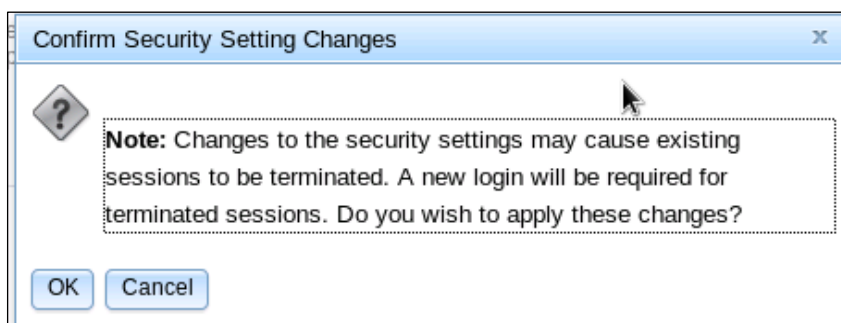 Confirm Security Setting Changes
x
?
Note: Changes to the security settings may cause existing
sessions to be terminated. A new login will be required for
terminated sessions. Do you wish to apply these changes?
OK Cancel